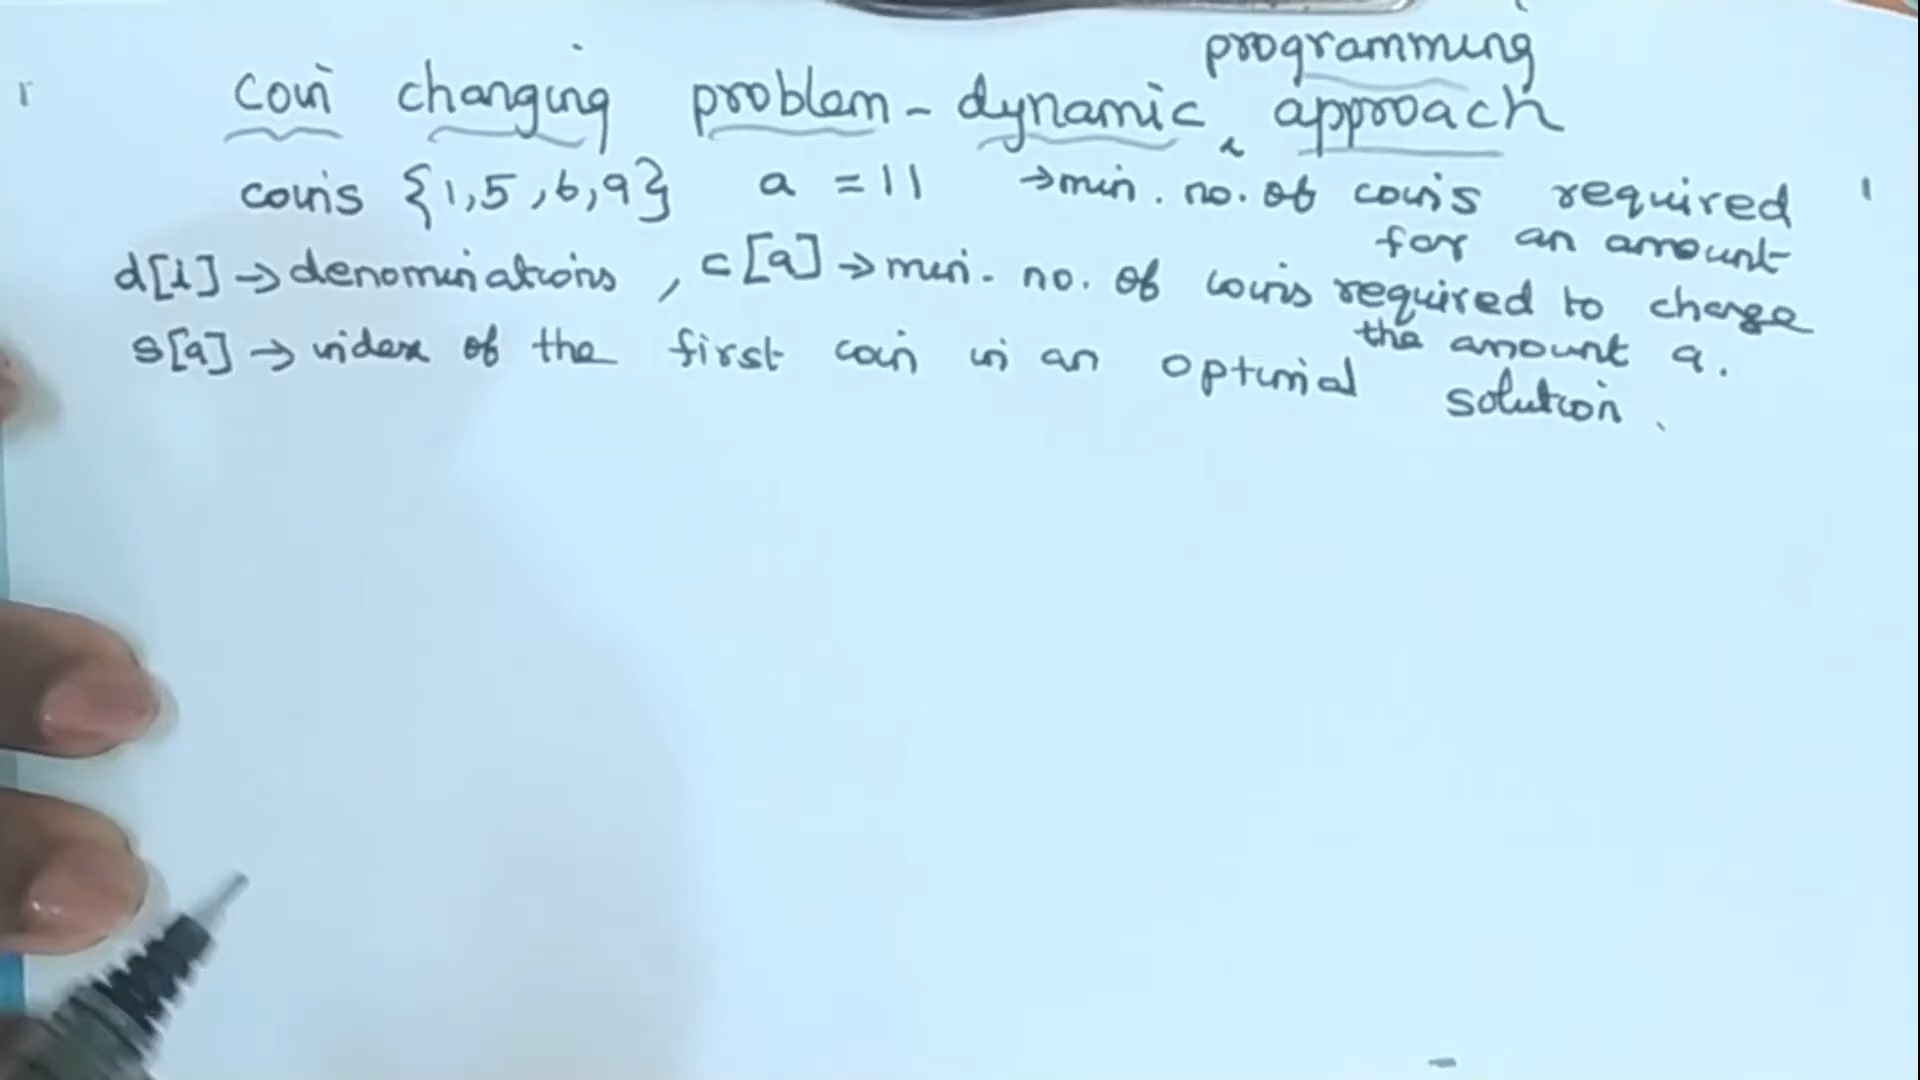 coin changing problem - dynamic programming approach
coins {1,5,6,9} a = 11 → min. no. of coins required for an amount
d[i] → denominations, c[a] → min. no. of coins required to change the amount a.
s[a] → index of the first coin in an optimal solution.